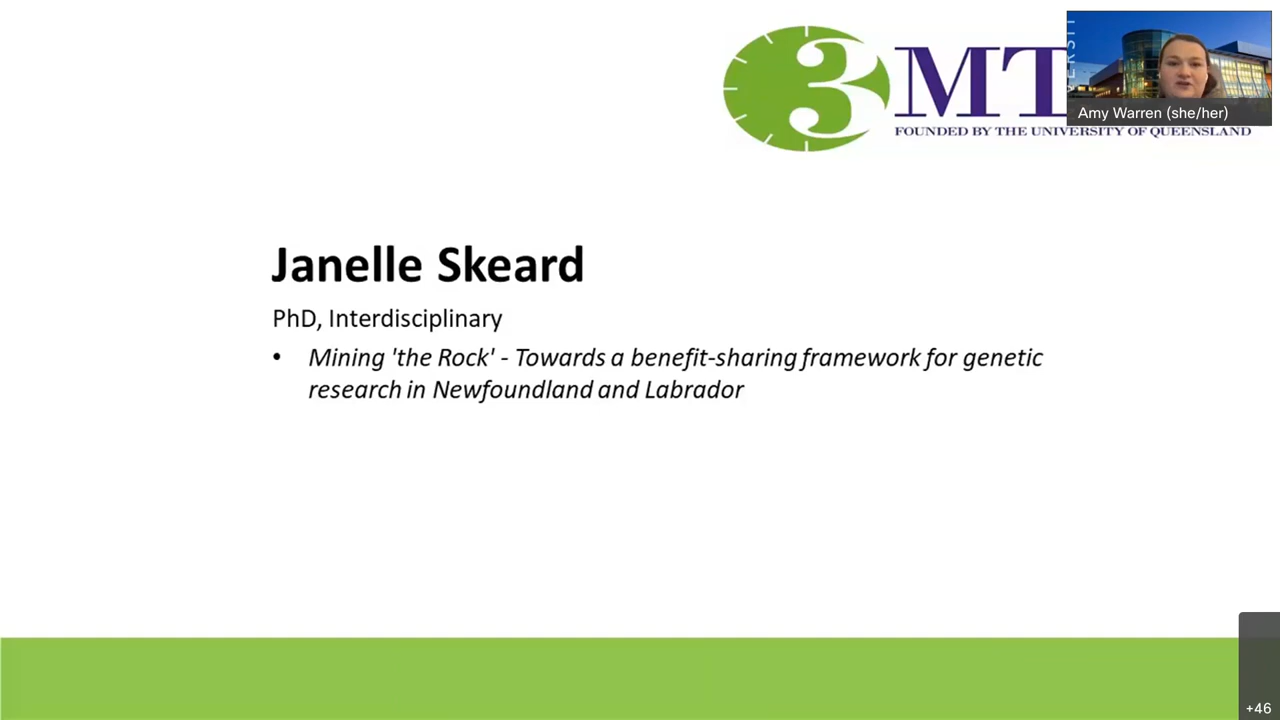 3MT
FOUNDED BY THE UNIVERSITY OF QUEENSLAND
Amy Warren (she/her)
Janelle Skeard
PhD, Interdisciplinary
• Mining 'the Rock' - Towards a benefit-sharing framework for genetic
research in Newfoundland and Labrador
+46